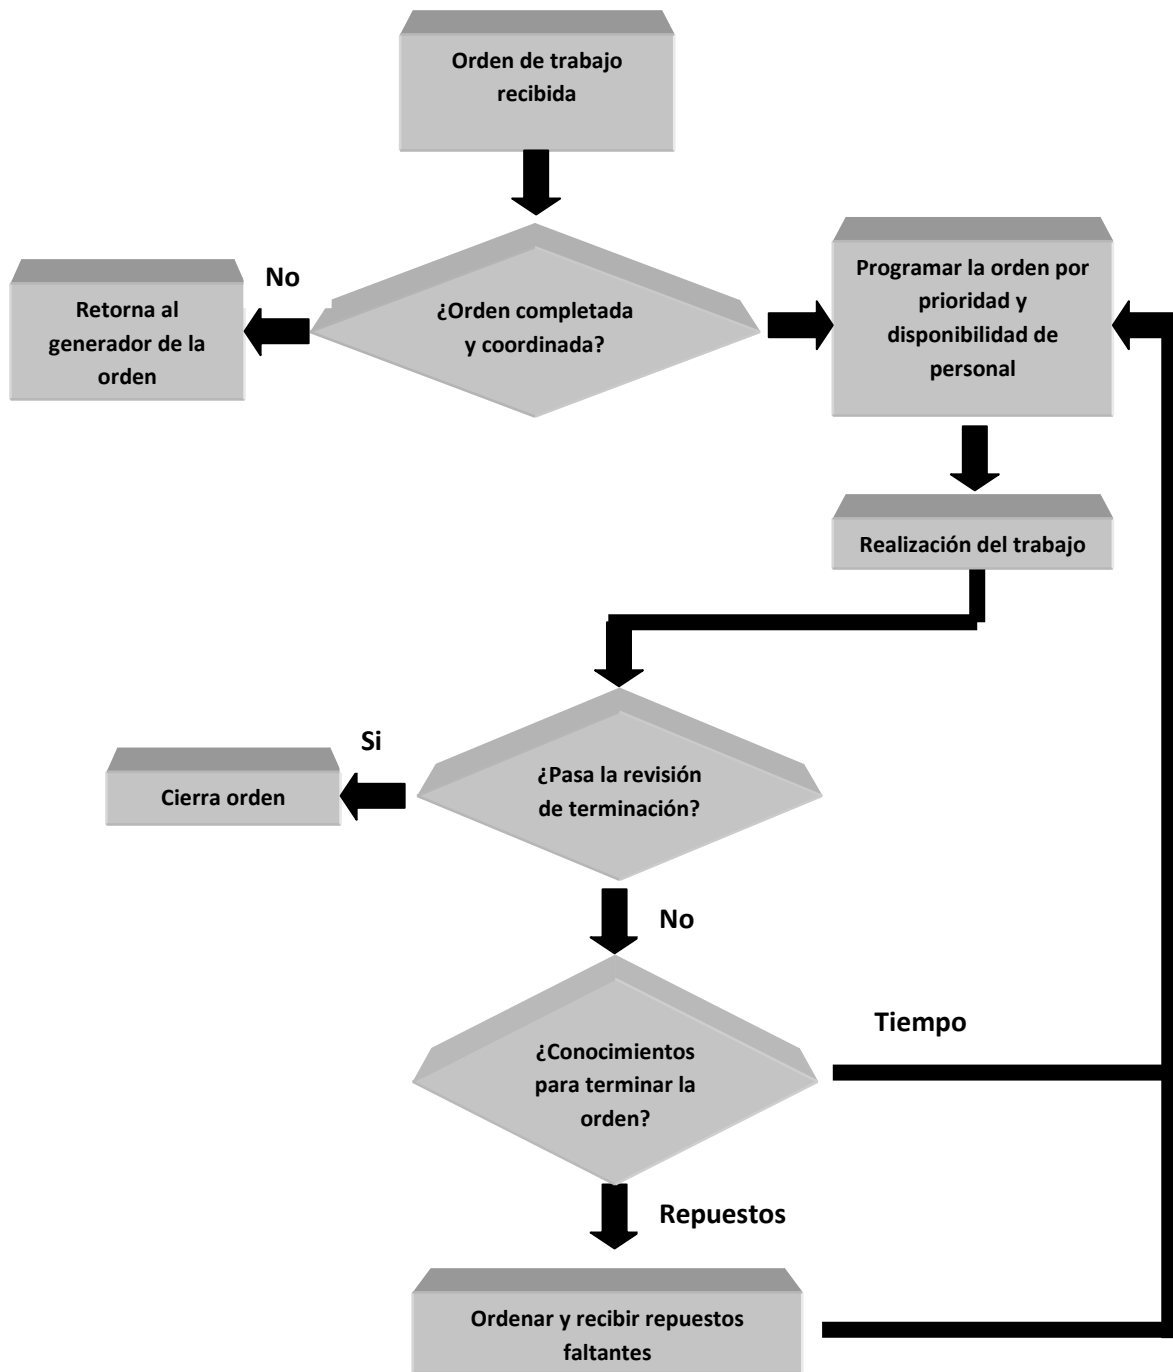 Orden de trabajo
recibida
No
Retorna al
generador de la
orden
¿Orden completada
y coordinada?
Programar la orden por
prioridad y
disponibilidad de
personal
Realización del trabajo
Si
Cierra orden
¿Pasa la revisión
de terminación?
No
¿Conocimientos
para terminar la
orden?
Tiempo
Repuestos
Ordenar y recibir repuestos
faltantes